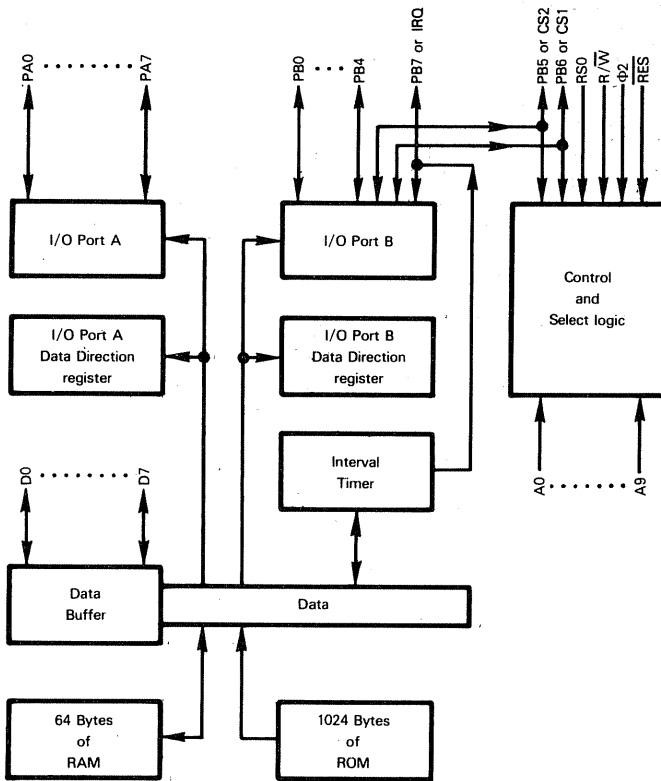 PA0 ........ PA7
PB0 .... PB4
PB7 or IRQ
PB5 or CS2
PB6 or CS1
RS0
R/W̅
Φ2
R̅E̅S̅
I/O Port A
I/O Port B
Control
and
Select logic
I/O Port A
Data Direction
register
I/O Port B
Data Direction
register
D0 ........ D7
Interval
Timer
A0 ...... A9
Data
Buffer
Data
64 Bytes
of
RAM
1024 Bytes
of
ROM